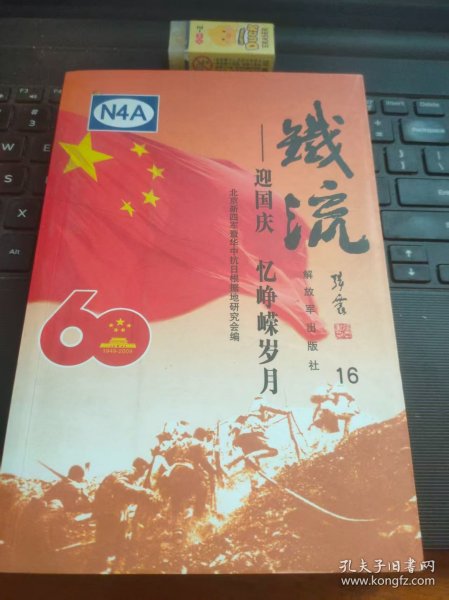 N4A
鐵流
——迎国庆 忆峥嵘岁月
北京新四军暨华中抗日根据地研究会编
解放军出版社
16
60
1949-2009
孔夫子旧书网
www.kongfz.com